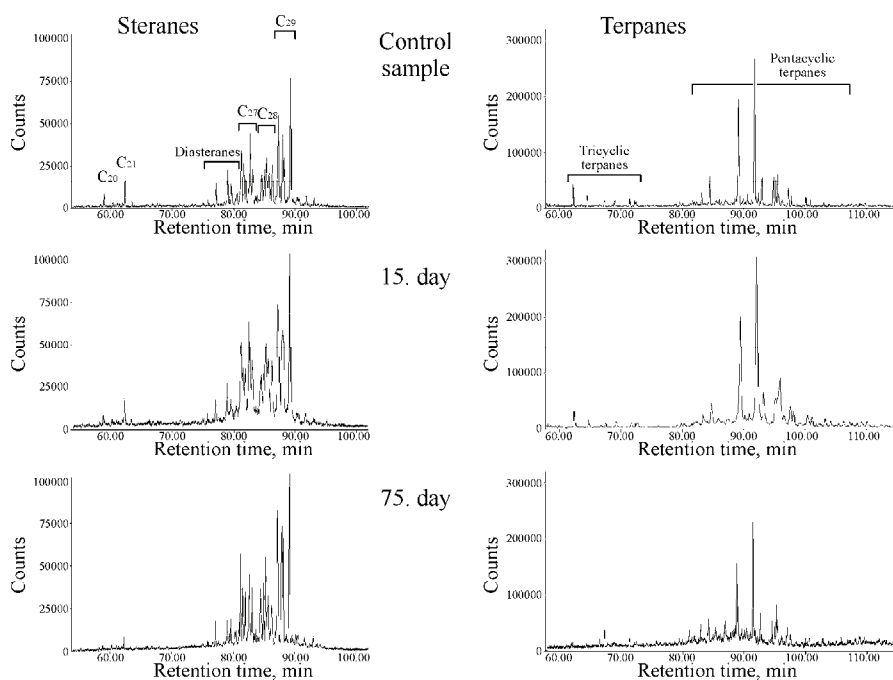 Steranes
Control
sample
Terpanes
C29
100000
75000
50000
25000
0
Counts
C20
C21
Diasteranes
C27
C28
60.00 70.00 80.00 90.00 100.00
Retention time, min
300000
200000
100000
0
Counts
Tricyclic
terpanes
Pentacyclic
terpanes
60.00 70.00 80.00 90.00 100.00 110.00
Retention time, min
15. day
100000
75000
50000
25000
0
Counts
60.00 70.00 80.00 90.00 100.00
Retention time, min
300000
200000
100000
0
Counts
60.00 70.00 80.00 90.00 100.00 110.00
Retention time, min
75. day
100000
75000
50000
25000
0
Counts
60.00 70.00 80.00 90.00 100.00
Retention time, min
300000
200000
100000
0
Counts
60.00 70.00 80.00 90.00 100.00 110.00
Retention time, min